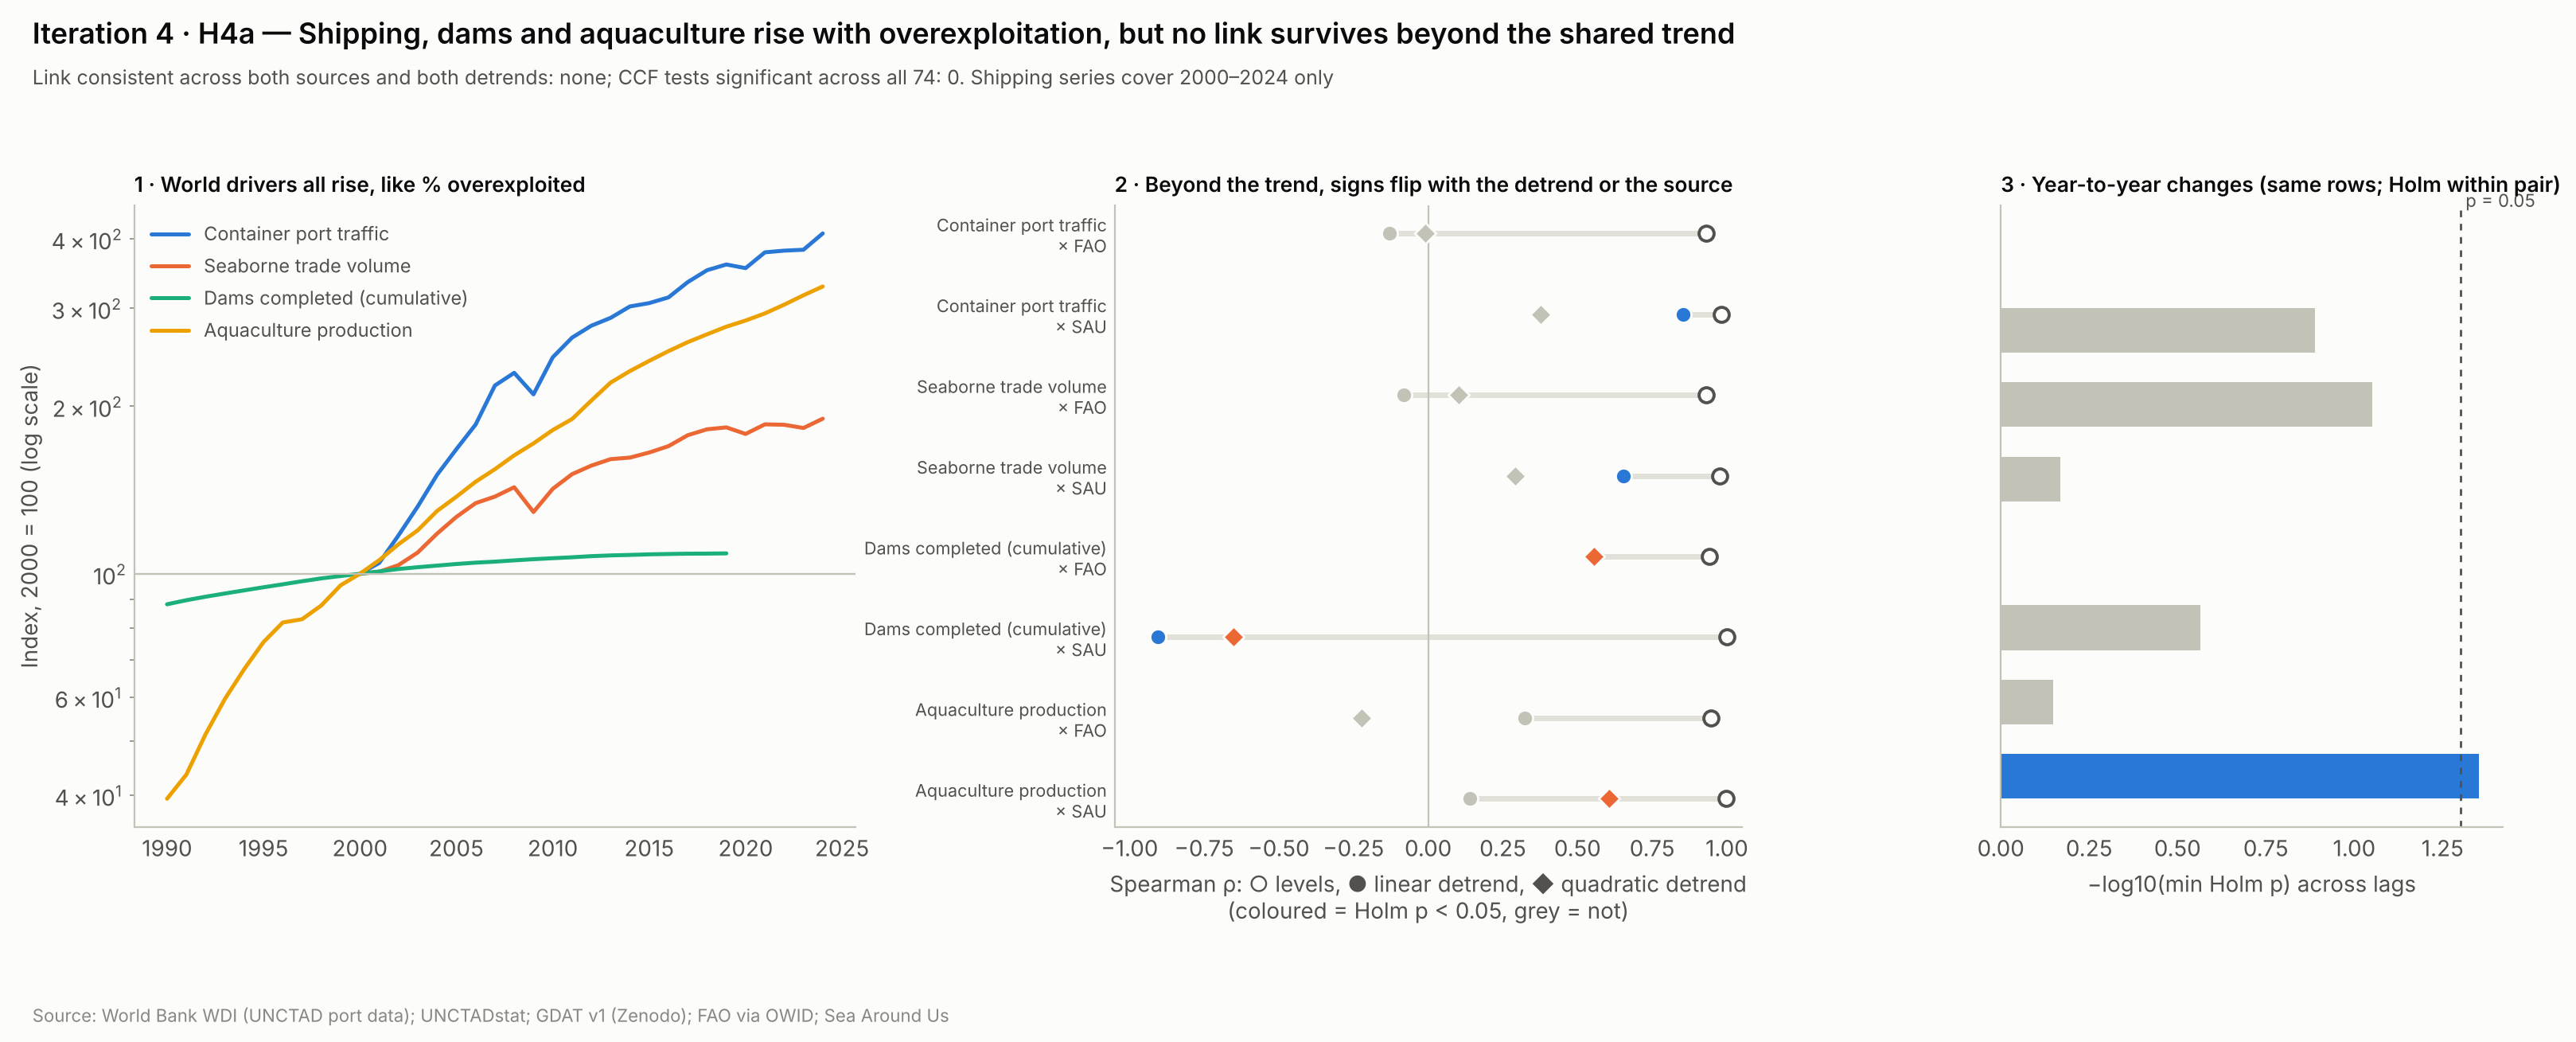 Iteration 4 · H4a — Shipping, dams and aquaculture rise with overexploitation, but no link survives beyond the shared trend
Link consistent across both sources and both detrends: none; CCF tests significant across all 74: 0. Shipping series cover 2000–2024 only
1 · World drivers all rise, like % overexploited
Container port traffic
Seaborne trade volume
Dams completed (cumulative)
Aquaculture production
Index, 2000 = 100 (log scale)
4 × 10²
3 × 10²
2 × 10²
10²
6 × 10¹
4 × 10¹
1990 1995 2000 2005 2010 2015 2020 2025
2 · Beyond the trend, signs flip with the detrend or the source
Container port traffic
× FAO
Container port traffic
× SAU
Seaborne trade volume
× FAO
Seaborne trade volume
× SAU
Dams completed (cumulative)
× FAO
Dams completed (cumulative)
× SAU
Aquaculture production
× FAO
Aquaculture production
× SAU
−1.00 −0.75 −0.50 −0.25 0.00 0.25 0.50 0.75 1.00
Spearman ρ: ○ levels, ● linear detrend, ◆ quadratic detrend
(coloured = Holm p < 0.05, grey = not)
3 · Year-to-year changes (same rows; Holm within pair)
p = 0.05
0.00 0.25 0.50 0.75 1.00 1.25
−log10(min Holm p) across lags
Source: World Bank WDI (UNCTAD port data); UNCTADstat; GDAT v1 (Zenodo); FAO via OWID; Sea Around Us